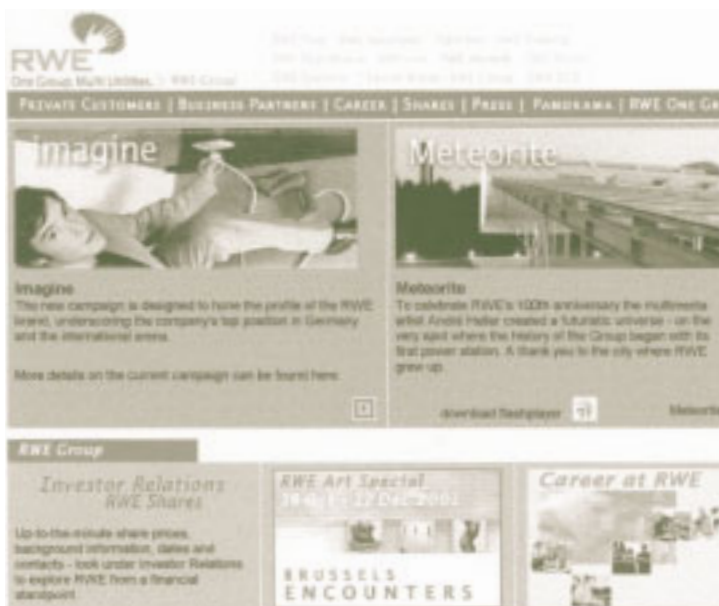 RWE
One Group. Multi Utilities. > RWE Group
PRIVATE CUSTOMERS | BUSINESS PARTNERS | CAREER | SHARES | PRESS | PANORAMA | RWE ONE GR
imagine
Meteorite
Imagine
The new campaign is designed to hone the profile of the RWE
brand, underscoring the company's top position in Germany
and the international arena.
More details on the current campaign can be found here
Meteorite
To celebrate RWE's 100th anniversary the multimedia
artist André Heller created a futuristic universe - on the
very spot where the history of the Group began with its
first power station. A thank you to the city where RWE
grew up.
download flashplayer
Meteorite
RWE Group
Investor Relations
RWE Shares
Up-to-the-minute share prices,
background information, dates and
contacts - look under Investor Relations
to explore RWE from a financial
standpoint
RWE Art Special
Dec
BRUSSELS
ENCOUNTERS
Career at RWE